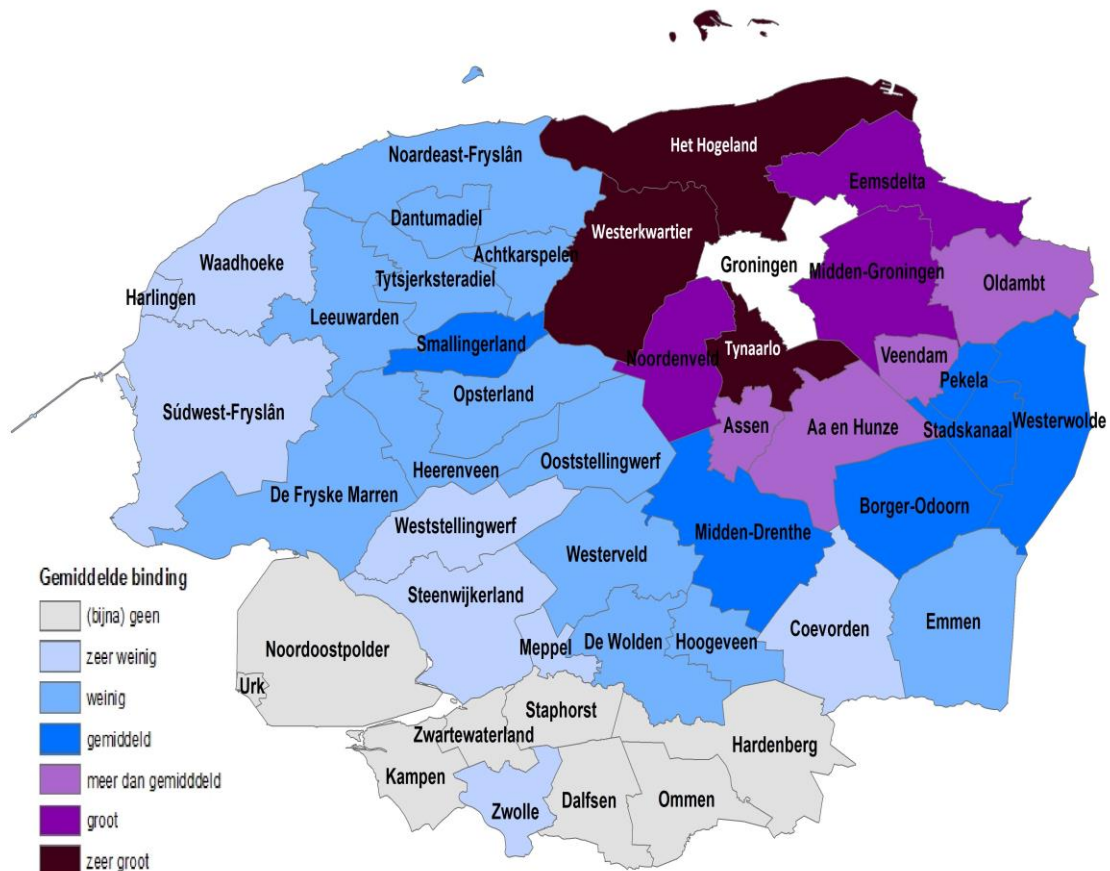 Het Hogeland
Noardeast-Fryslân
Eemsdelta
Dantumadiel
Westerkwartier
Achtkarspelen
Waadhoeke
Groningen
Midden-Groningen
Tytsjerksteradiel
Oldambt
Harlingen
Leeuwarden
Smallingerland
Tynaarlo
Veendam
Noordenveld
Pekela
Opsterland
Súdwest-Fryslân
Westerwolde
Assen
Aa en Hunze
Stadskanaal
Ooststellingwerf
Heerenveen
De Fryske Marren
Borger-Odoorn
Weststellingwerf
Midden-Drenthe
Westerveld
Steenwijkerland
Emmen
Coevorden
Meppel
De Wolden
Hoogeveen
Noordoostpolder
Urk
Staphorst
Zwartewaterland
Hardenberg
Kampen
Dalfsen
Ommen
Zwolle
Gemiddelde binding
(bijna) geen
zeer weinig
weinig
gemiddeld
meer dan gemidddeld
groot
zeer groot